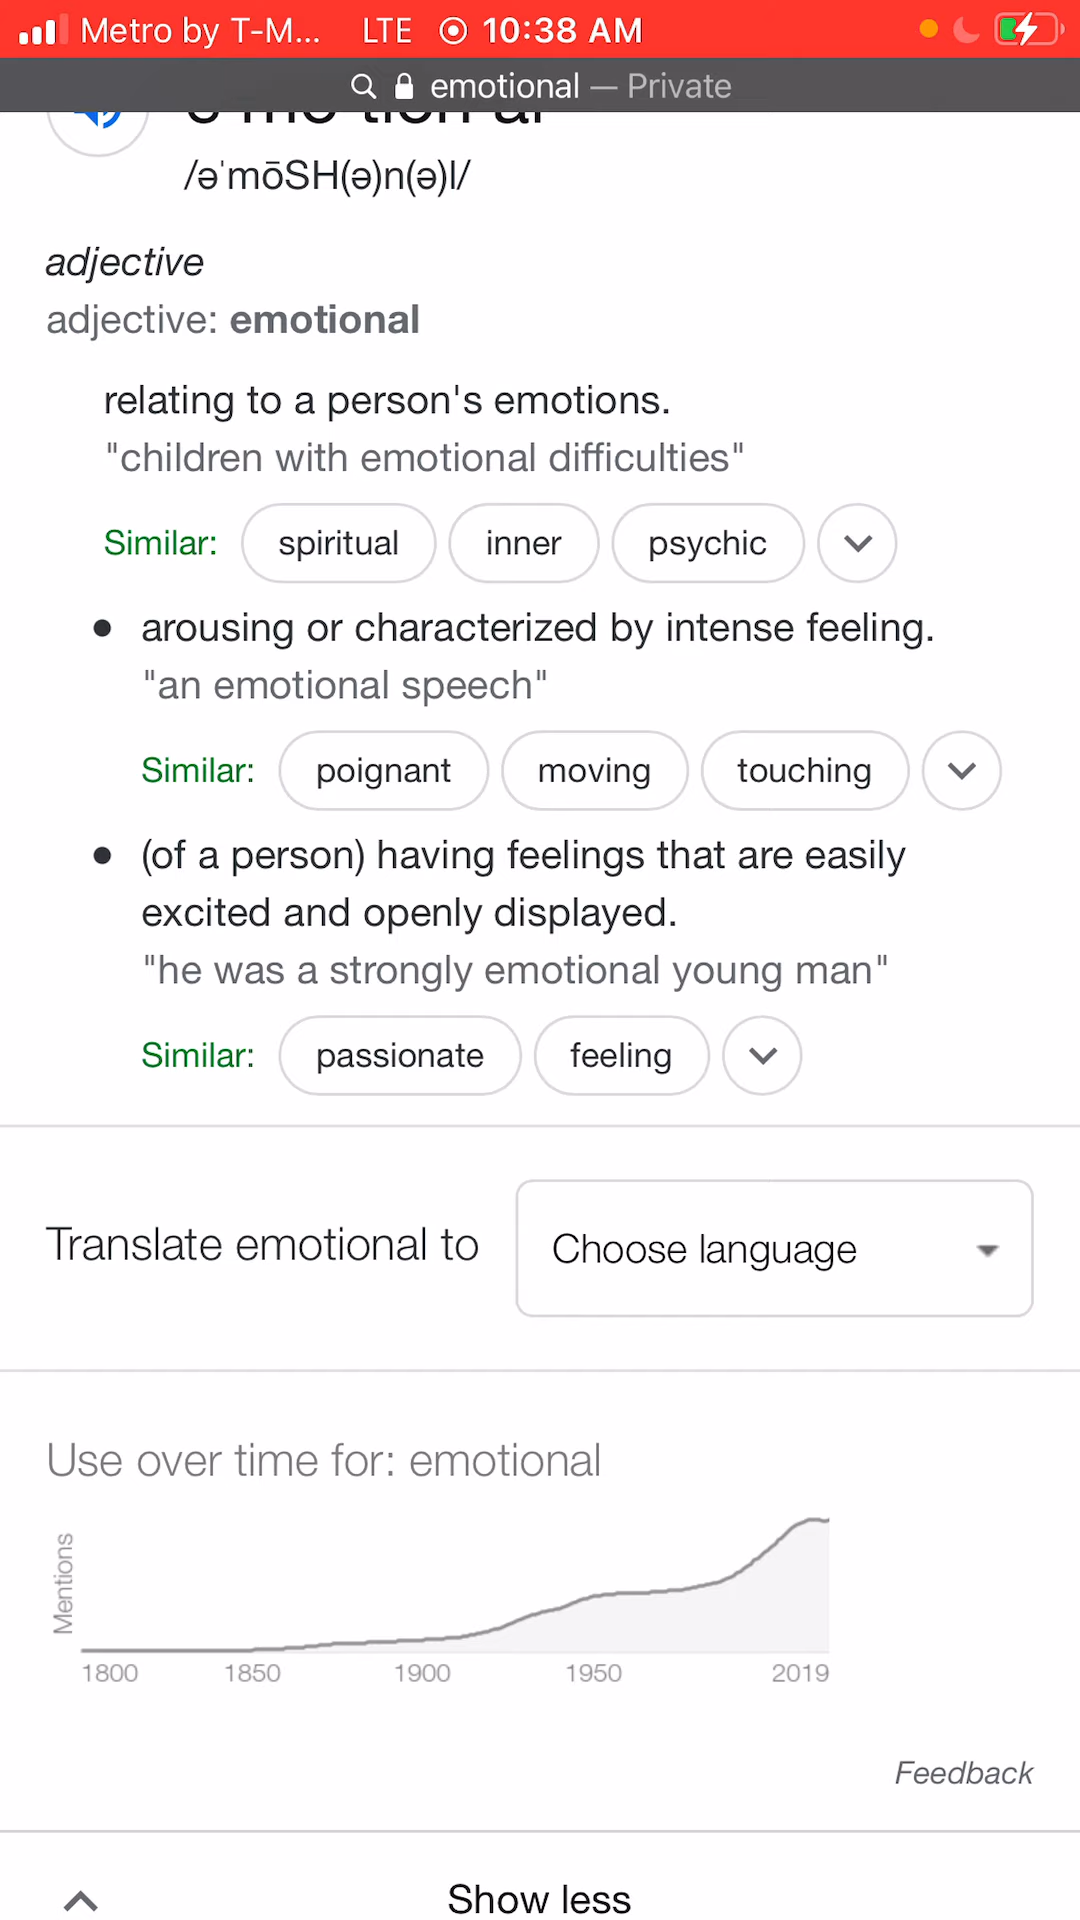 Metro by T-M... LTE 10:38 AM
emotional — Private
e·mo·tion·al
/əˈmōSH(ə)n(ə)l/
adjective
adjective: emotional
relating to a person's emotions.
"children with emotional difficulties"
Similar: spiritual inner psychic
• arousing or characterized by intense feeling.
"an emotional speech"
Similar: poignant moving touching
• (of a person) having feelings that are easily
excited and openly displayed.
"he was a strongly emotional young man"
Similar: passionate feeling
Translate emotional to Choose language
Use over time for: emotional
Mentions
1800 1850 1900 1950 2019
Feedback
Show less